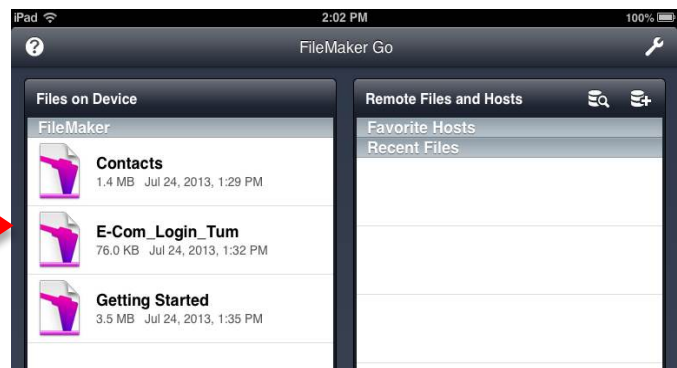 iPad 2:02 PM 100%
FileMaker Go
Files on Device
FileMaker
Contacts
1.4 MB Jul 24, 2013, 1:29 PM
E-Com_Login_Tum
76.0 KB Jul 24, 2013, 1:32 PM
Getting Started
3.5 MB Jul 24, 2013, 1:35 PM
Remote Files and Hosts
Favorite Hosts
Recent Files